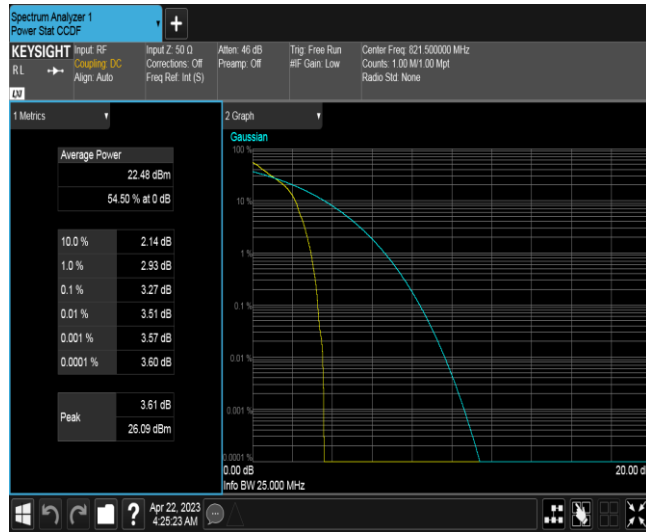 Spectrum Analyzer 1
Power Stat CCDF
KEYSIGHT
RL
LXI
Input: RF
Coupling: DC
Align: Auto
Input Z: 50 Ω
Corrections: Off
Freq Ref: Int (S)
Atten: 46 dB
Preamp: Off
Trig: Free Run
#IF Gain: Low
Center Freq: 821.500000 MHz
Counts: 1.00 M/1.00 Mpt
Radio Std: None
1 Metrics
Average Power
22.48 dBm
54.50 % at 0 dB
10.0 % 2.14 dB
1.0 % 2.93 dB
0.1 % 3.27 dB
0.01 % 3.51 dB
0.001 % 3.57 dB
0.0001 % 3.60 dB
Peak
3.61 dB
26.09 dBm
2 Graph
Gaussian
100 %
10 %
1 %
0.1 %
0.01 %
0.001 %
0.0001 %
0.00 dB
20.00 d
Info BW 25.000 MHz
?
Apr 22, 2023
4:25:23 AM